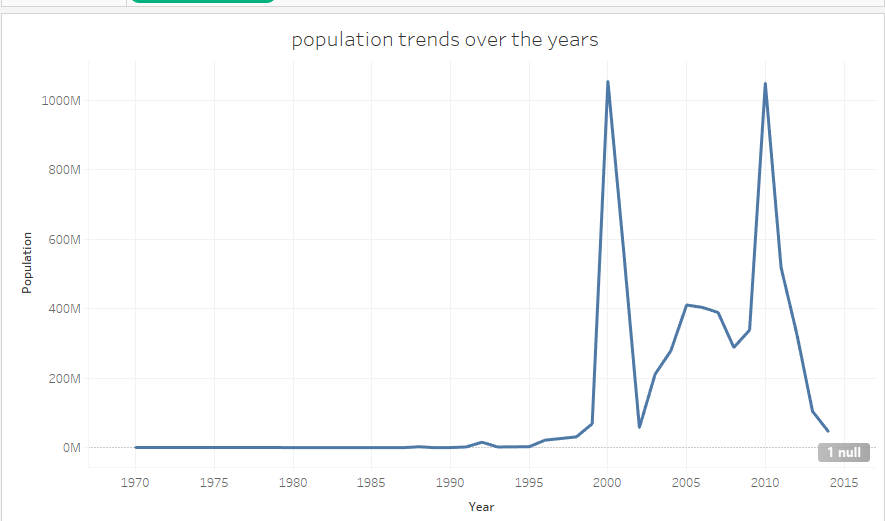 population trends over the years
1000M
800M
600M
400M
200M
0M
Population
1 null
1970 1975 1980 1985 1990 1995 2000 2005 2010 2015
Year